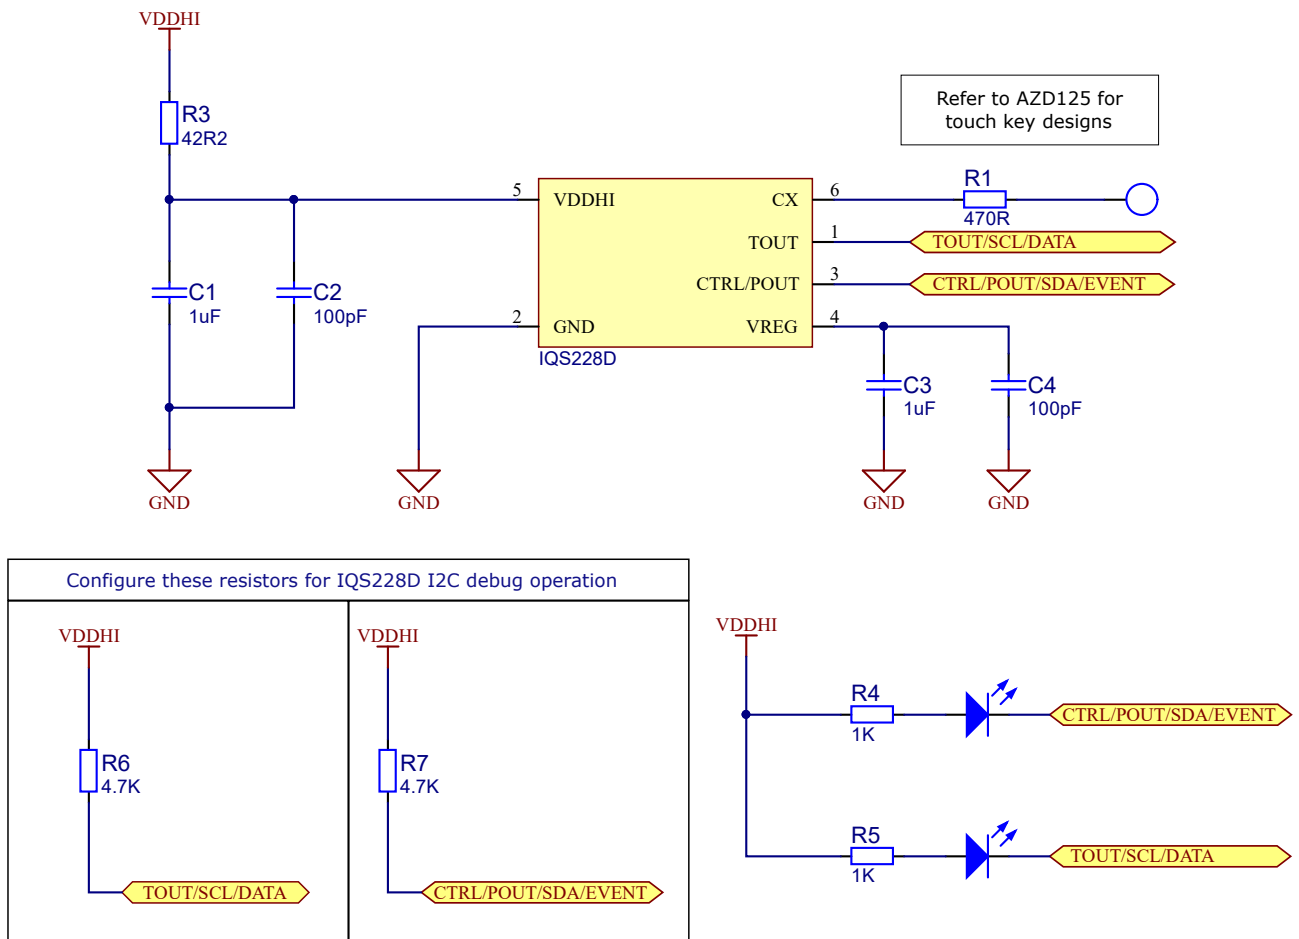 VDDHI
R3
42R2
C1
1uF
C2
100pF
GND
GND
5
VDDHI
2
GND
IQS228D
CX
6
TOUT
1
CTRL/POUT
3
VREG
4
Refer to AZD125 for
touch key designs
R1
470R
TOUT/SCL/DATA
CTRL/POUT/SDA/EVENT
C3
1uF
C4
100pF
GND
GND
Configure these resistors for IQS228D I2C debug operation
VDDHI
R6
4.7K
TOUT/SCL/DATA
VDDHI
R7
4.7K
CTRL/POUT/SDA/EVENT
VDDHI
R4
1K
CTRL/POUT/SDA/EVENT
R5
1K
TOUT/SCL/DATA